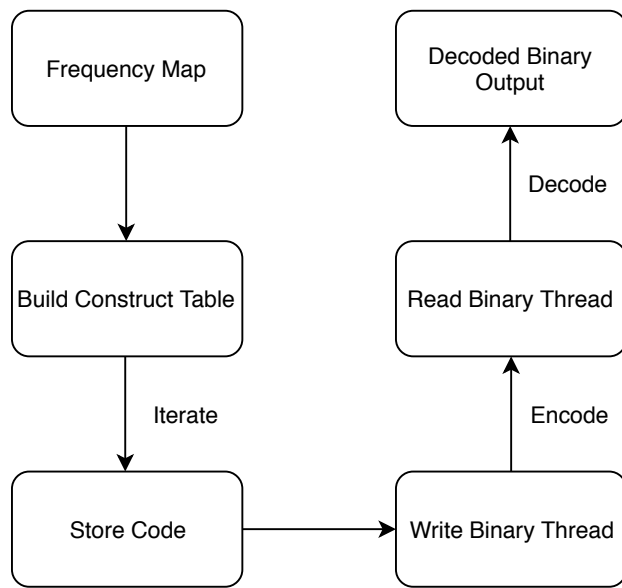 Frequency Map
Build Construct Table
Iterate
Store Code
Write Binary Thread
Encode
Read Binary Thread
Decode
Decoded Binary
Output